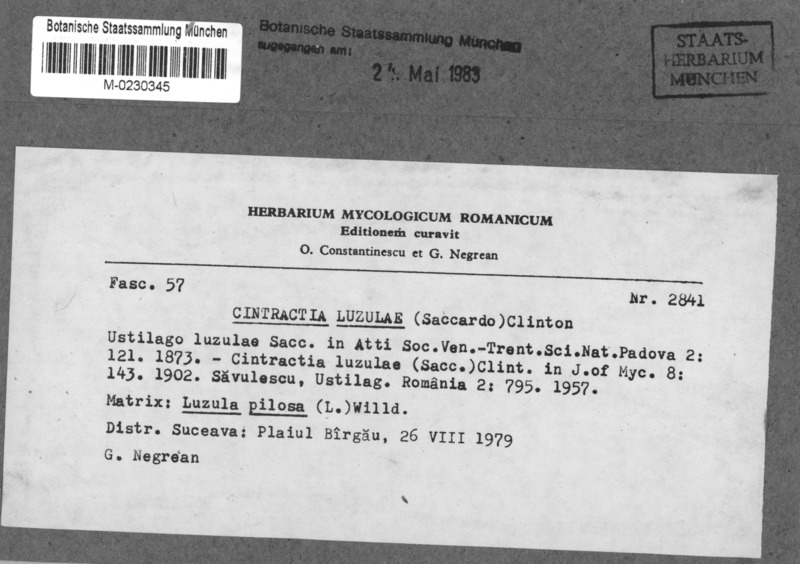 Botanische Staatssammlung München
M-0230345
Botanische Staatssammlung München
zugegangen am:
2 . Mai 1983
STAATS-
HERBARIUM
MÜNCHEN
HERBARIUM MYCOLOGICUM ROMANICUM
Editionem curavit
O. Constantinescu et G. Negrean
Fasc. 57
Nr. 2841
CINTRACTIA LUZULAE (Saccardo)Clinton
Ustilago luzulae Sacc. in Atti Soc.Ven.-Trent.Sci.Nat.Padova 2:
121. 1873. - Cintractia luzulae (Sacc.)Clint. in J.of Myc. 8:
143. 1902. Săvulescu, Ustilag. România 2: 795. 1957.
Matrix: Luzula pilosa (L.)Willd.
Distr. Suceava: Plaiul Bîrgău, 26 VIII 1979
G. Negrean